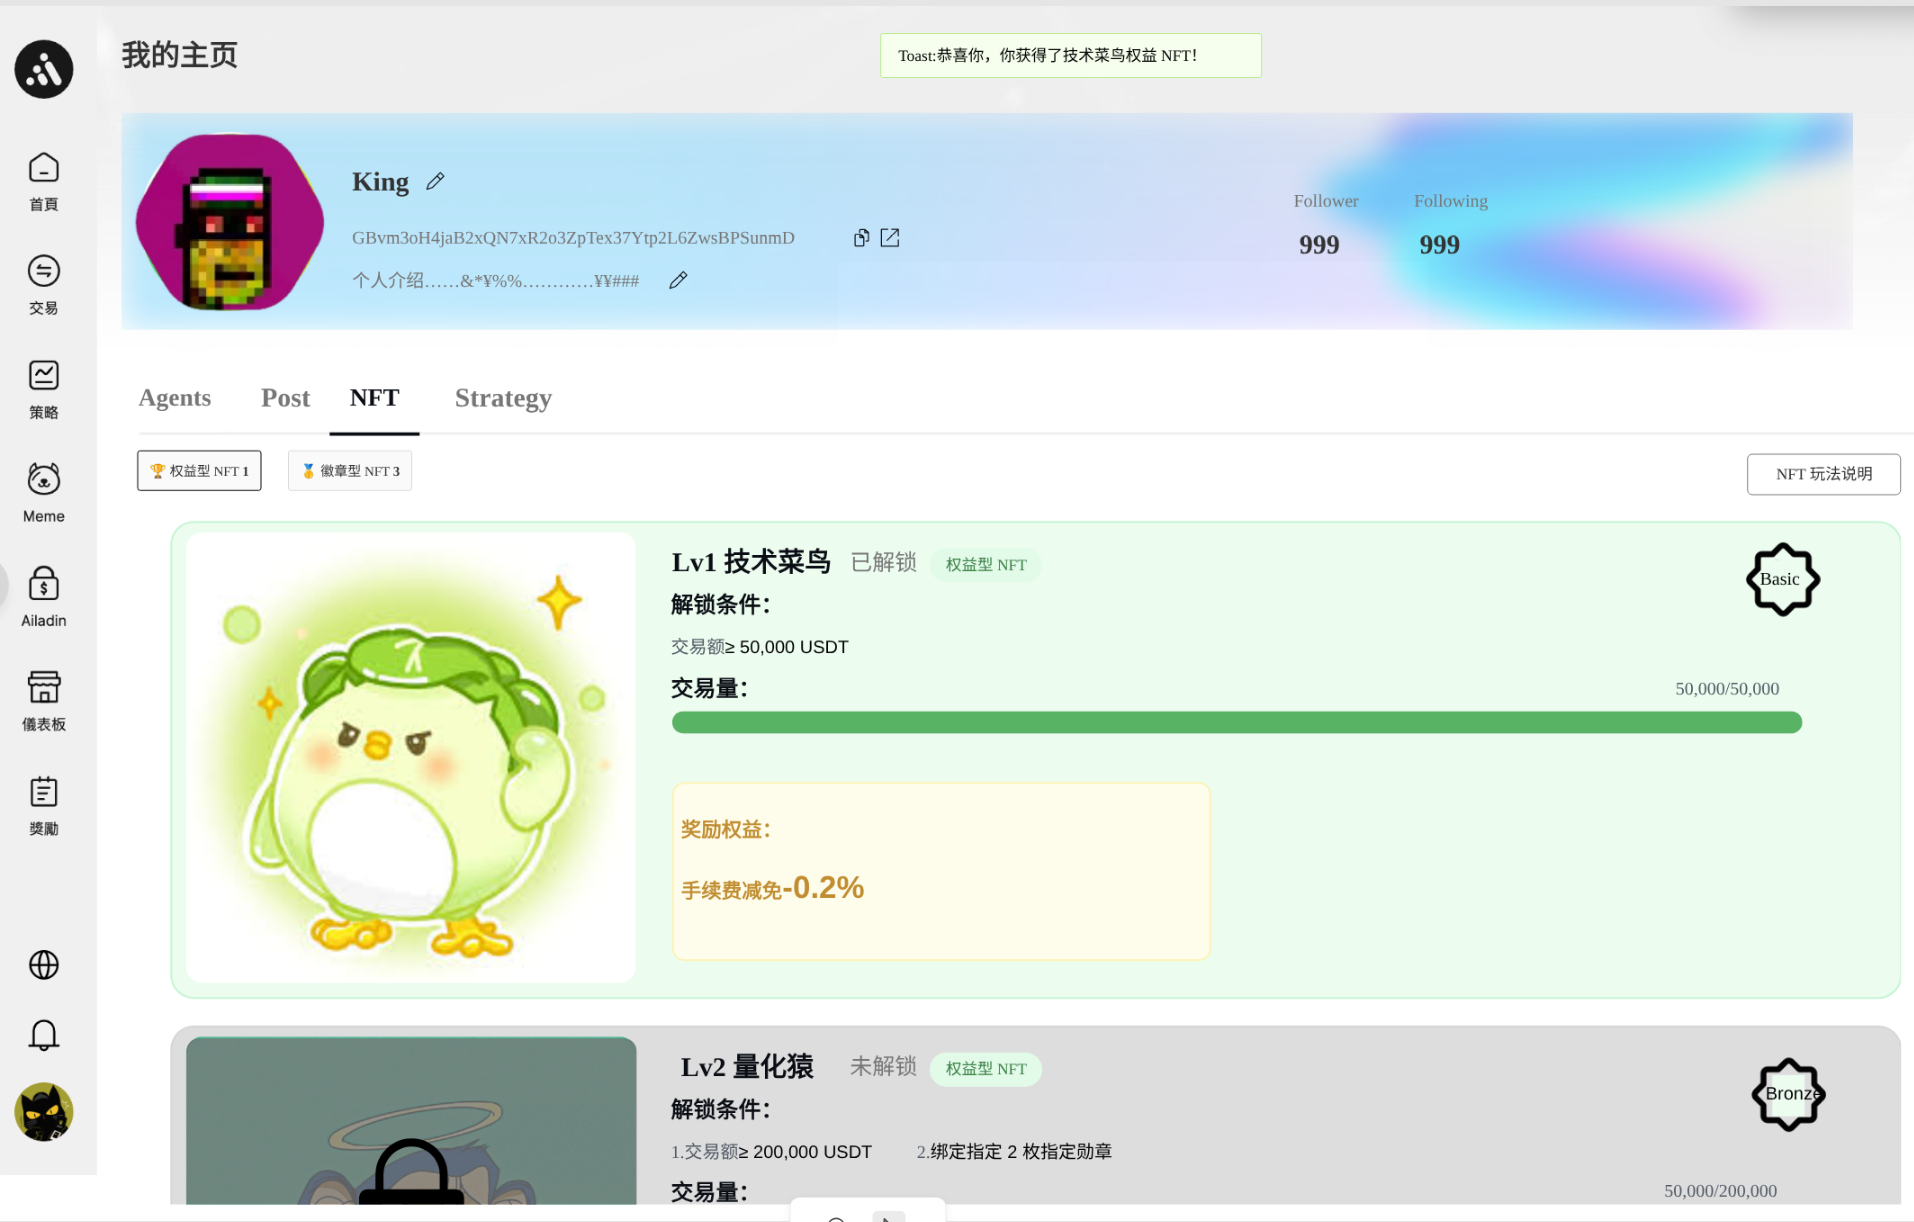 我的主页
Toast:恭喜你，你获得了技术菜鸟权益 NFT！
首頁
交易
策略
Meme
Ailadin
儀表板
獎勵
King
GBvm3oH4jaB2xQN7xR2o3ZpTex37Ytp2L6ZwsBPSunmD
个人介绍……&*¥%%…………¥¥###
Follower
999
Following
999
Agents
Post
NFT
Strategy
权益型 NFT 1
徽章型 NFT 3
NFT 玩法说明
Lv1 技术菜鸟 已解锁 权益型 NFT
Basic
解锁条件：
交易额≥ 50,000 USDT
交易量：
50,000/50,000
奖励权益：
手续费减免-0.2%
Lv2 量化猿 未解锁 权益型 NFT
Bronze
解锁条件：
1.交易额≥ 200,000 USDT 2.绑定指定 2 枚指定勋章
交易量：
50,000/200,000